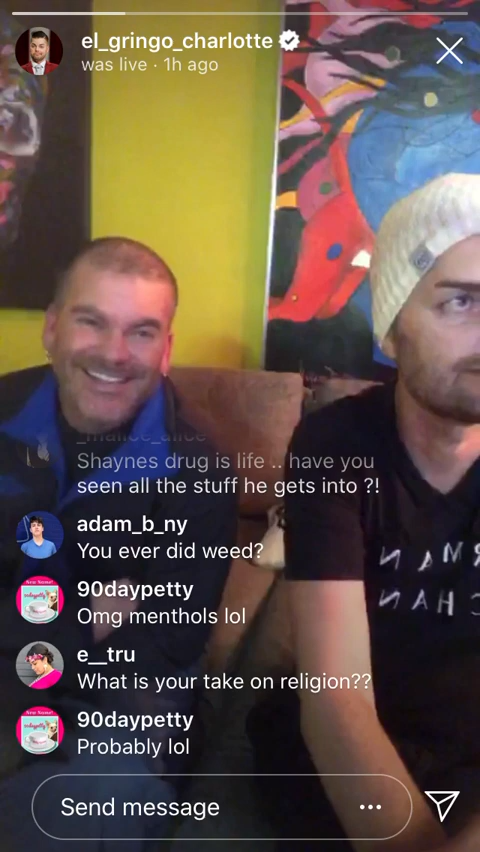 el_gringo_charlotte
was live · 1h ago
_malice_alice
Shaynes drug is life .. have you
seen all the stuff he gets into ?!
adam_b_ny
You ever did weed?
90daypetty
Omg menthols lol
e__tru
What is your take on religion??
90daypetty
Probably lol
Send message